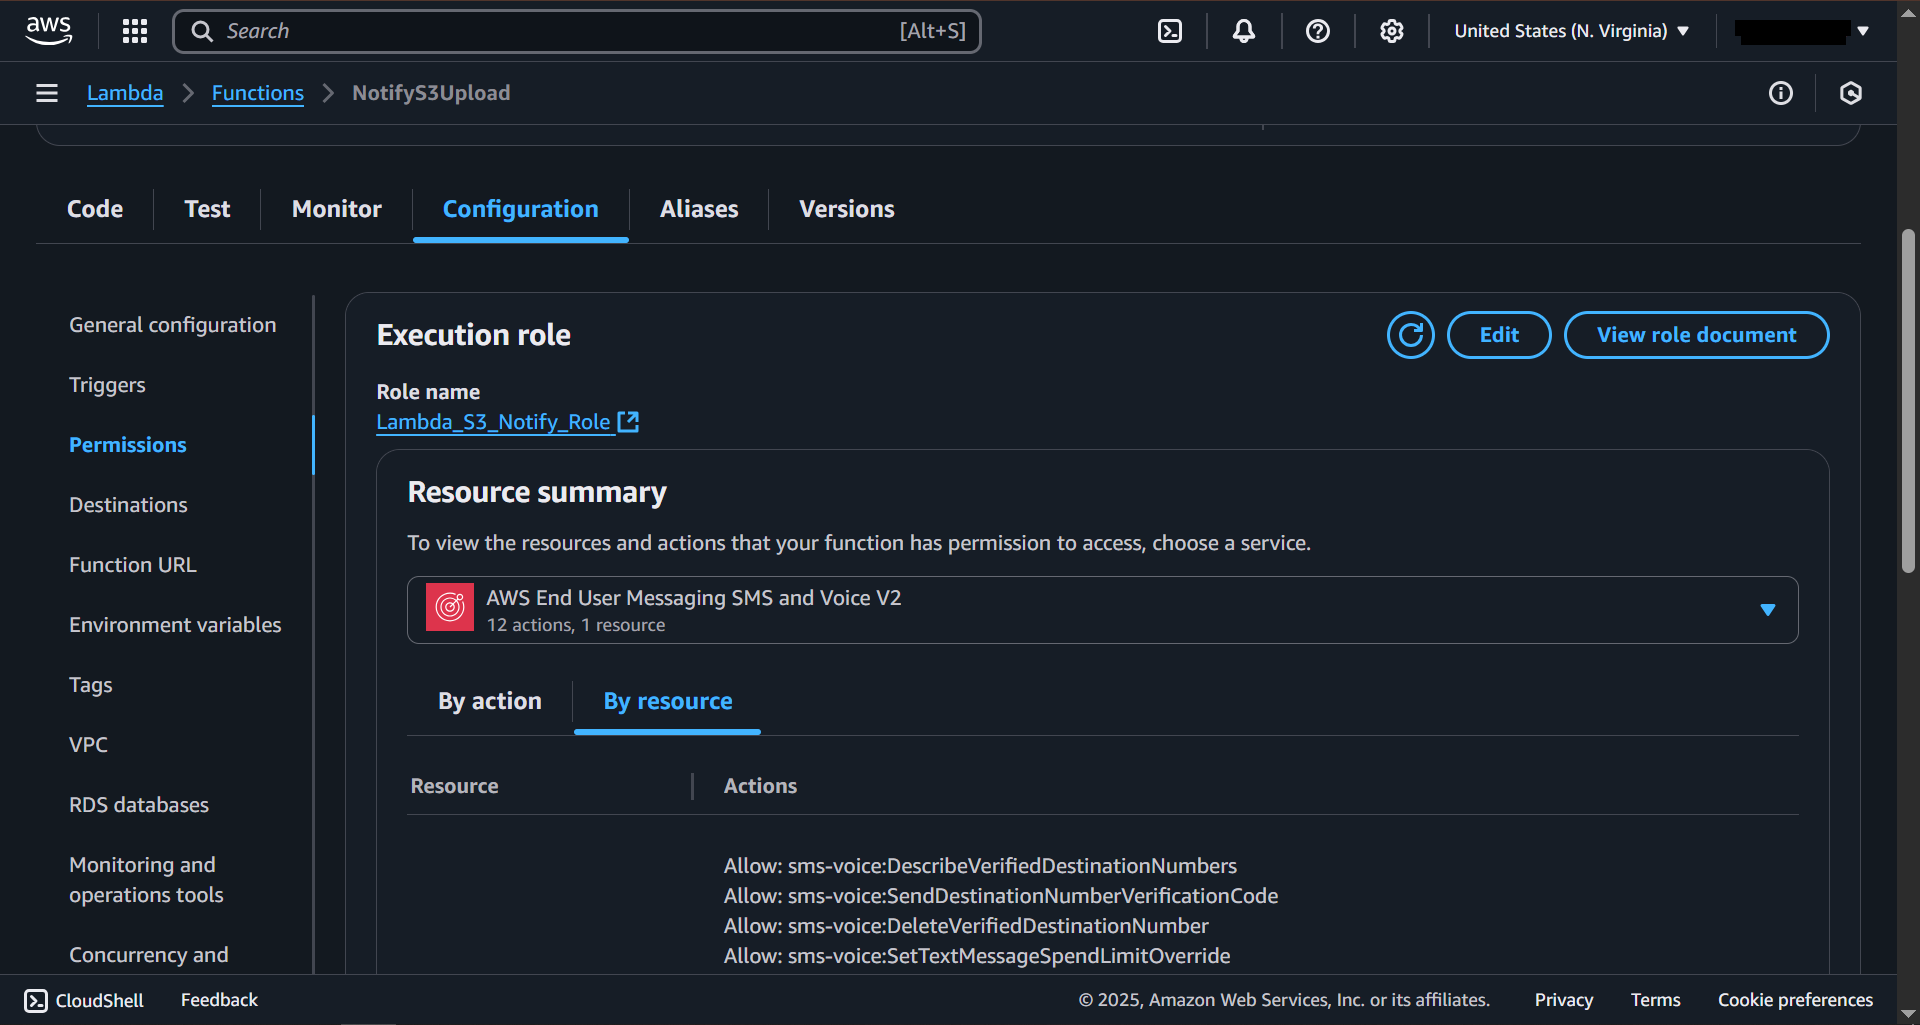 aws
Search
[Alt+S]
United States (N. Virginia)
Lambda
Functions
NotifyS3Upload
Code
Test
Monitor
Configuration
Aliases
Versions
General configuration
Triggers
Permissions
Destinations
Function URL
Environment variables
Tags
VPC
RDS databases
Monitoring and
operations tools
Concurrency and
Execution role
Edit
View role document
Role name
Lambda_S3_Notify_Role
Resource summary
To view the resources and actions that your function has permission to access, choose a service.
AWS End User Messaging SMS and Voice V2
12 actions, 1 resource
By action
By resource
Resource
Actions
Allow: sms-voice:DescribeVerifiedDestinationNumbers
Allow: sms-voice:SendDestinationNumberVerificationCode
Allow: sms-voice:DeleteVerifiedDestinationNumber
Allow: sms-voice:SetTextMessageSpendLimitOverride
CloudShell
Feedback
© 2025, Amazon Web Services, Inc. or its affiliates.
Privacy
Terms
Cookie preferences